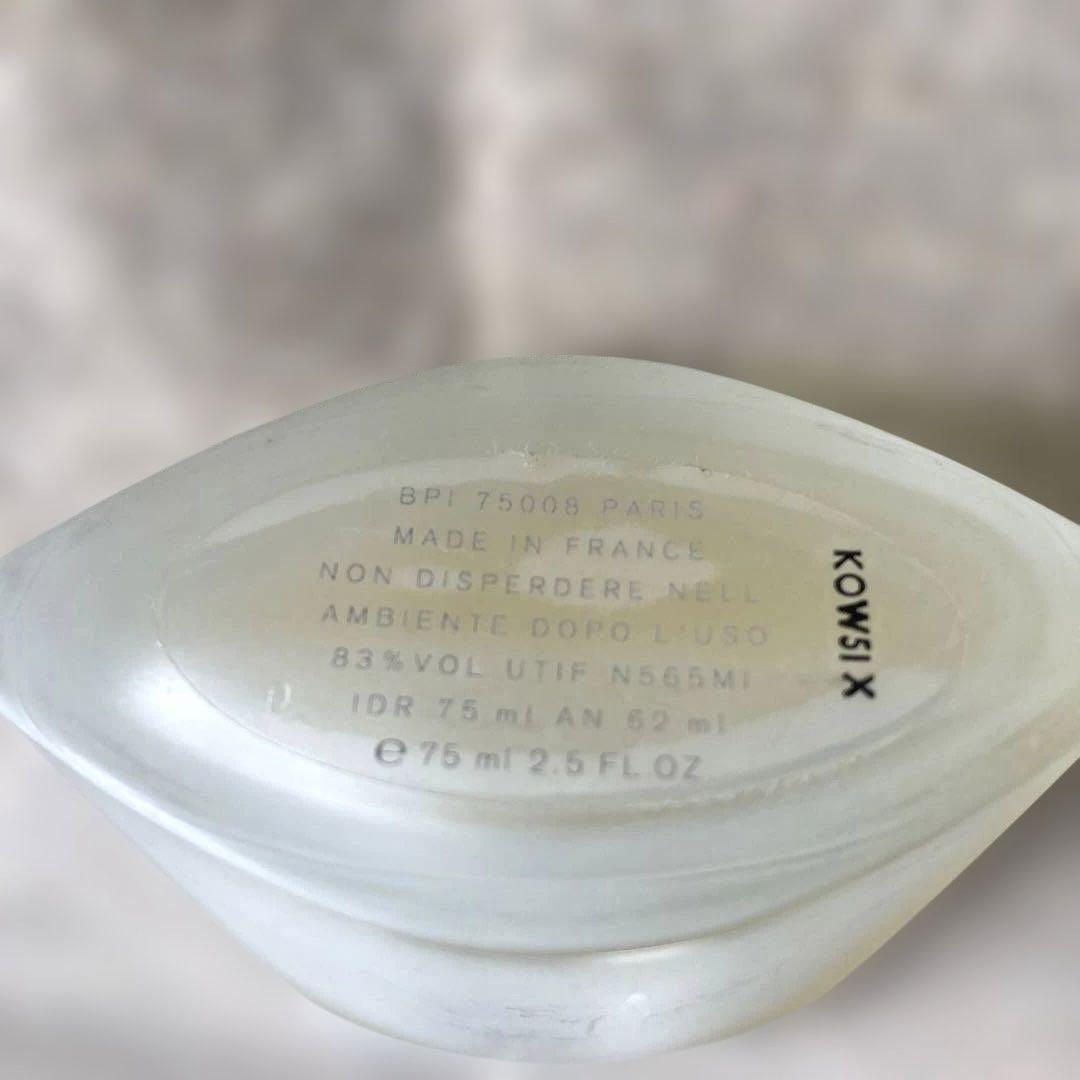 BPI 75008 PARIS
MADE IN FRANCE
NON DISPERDERE NELL
AMBIENTE DOPO L'USO
83%VOL UTIF N565MI
IDR 75 ml AN 62 ml
℮ 75 ml 2.5 FL.OZ
KOW51 X